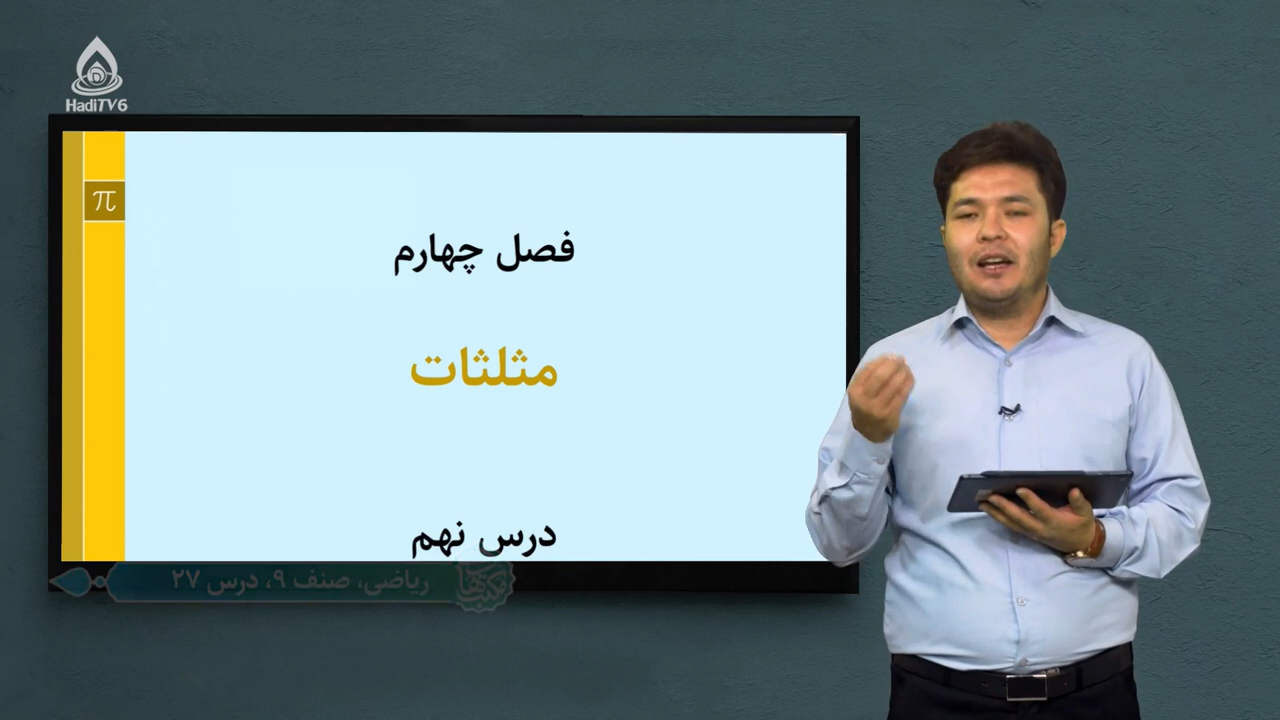 HadiTV6
π
فصل چهارم
مثلثات
درس نهم
ریاضی، صنف ۹، درس ۲۷